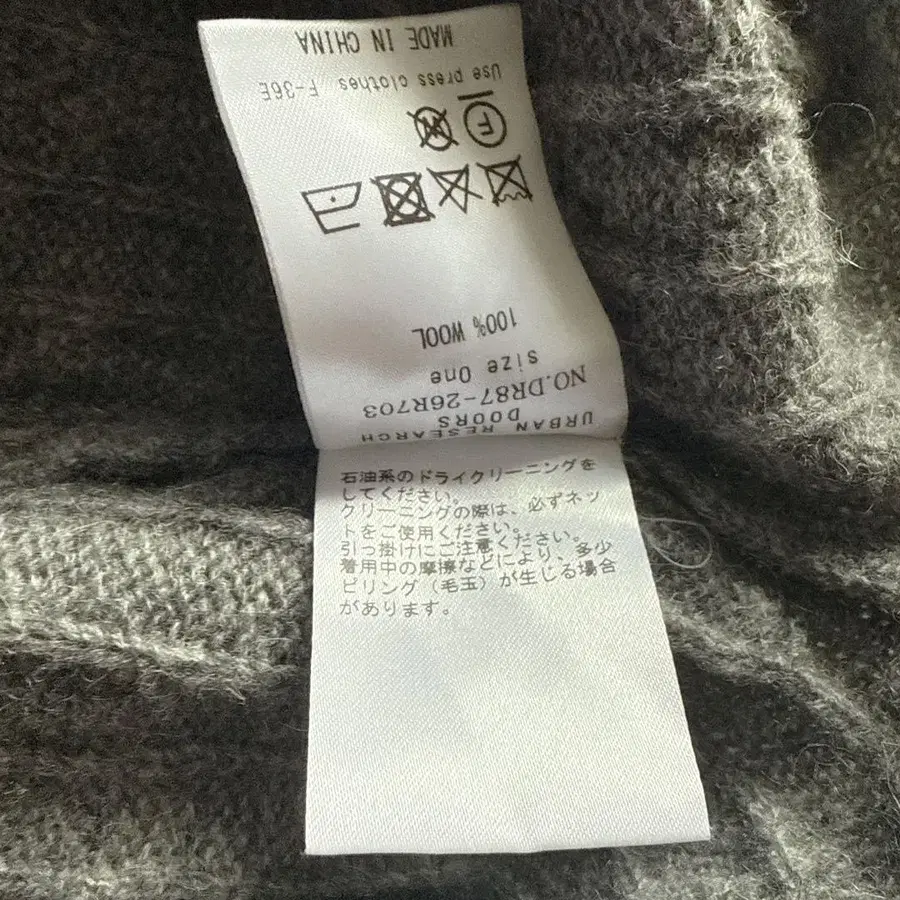 URBAN RESEARCH
DOORS
NO.DR87-26R703
size One
100% WOOL
F
W
Use press clothes F-36E
MADE IN CHINA
石油系のドライクリーニングを
してください。
クリーニングの際は、必ずネッ
トをご使用ください。
引っ掛けにご注意ください。
着用中の摩擦などにより、多少
ピリング（毛玉）が生じる場合
があります。